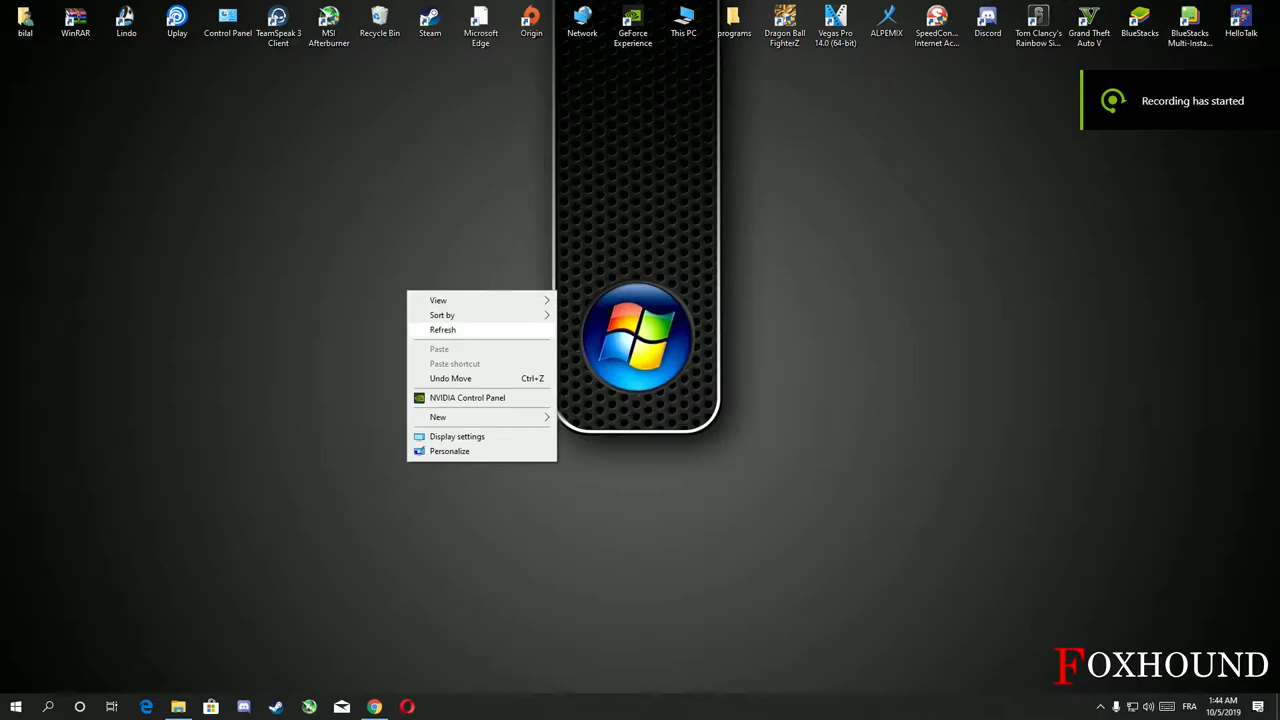 bilal
WinRAR
Lindo
Uplay
Control Panel
TeamSpeak 3
Client
MSI
Afterburner
Recycle Bin
Steam
Microsoft
Edge
Origin
Network
GeForce
Experience
This PC
programs
Dragon Ball
FighterZ
Vegas Pro
14.0 (64-bit)
ALPEMIX
SpeedCon...
Internet Ac...
Discord
Tom Clancy's
Rainbow Si...
Grand Theft
Auto V
BlueStacks
BlueStacks
Multi-Insta...
HelloTalk
Recording has started
View
Sort by
Refresh
Paste
Paste shortcut
Undo Move Ctrl+Z
NVIDIA Control Panel
New
Display settings
Personalize
FOXHOUND
FRA
1:44 AM
10/5/2019